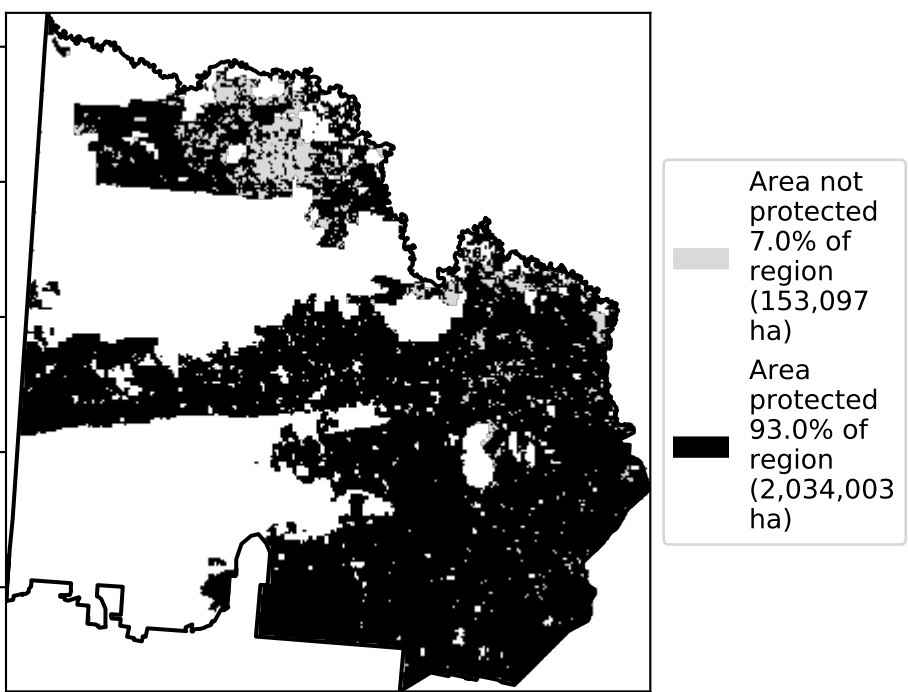 Area not
protected
7.0% of
region
(153,097
ha)
Area
protected
93.0% of
region
(2,034,003
ha)